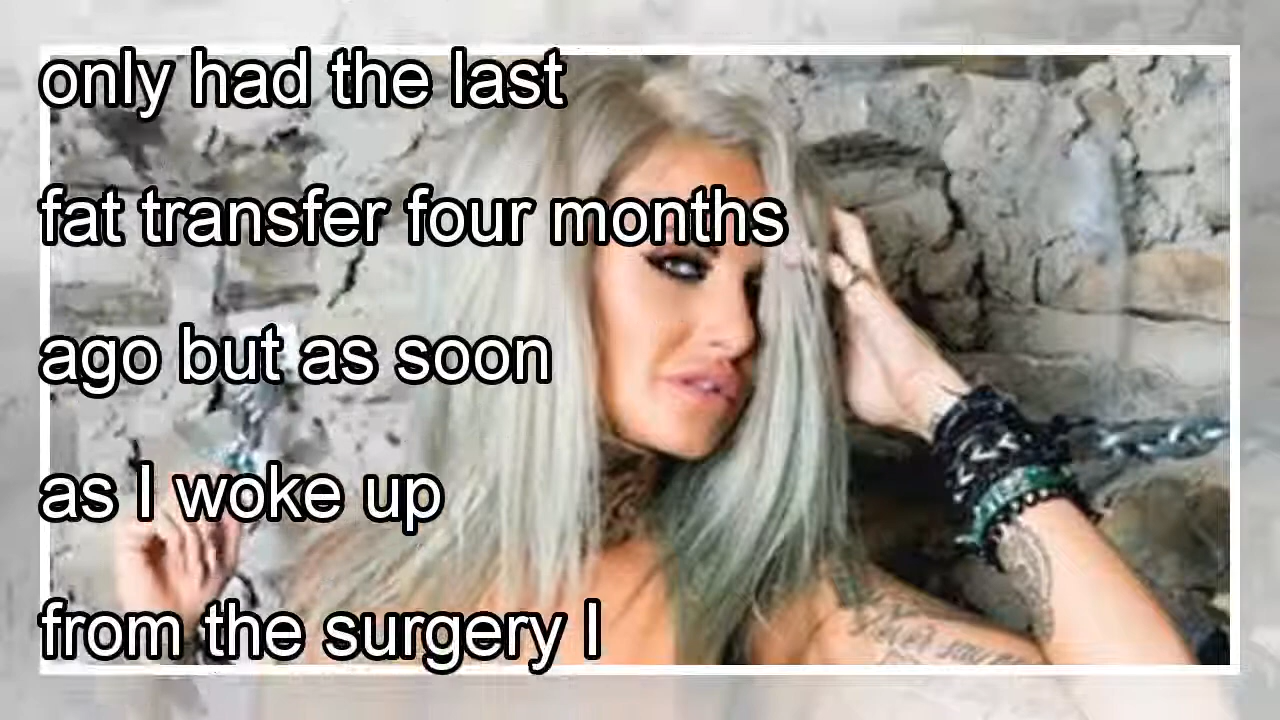 only had the last
fat transfer four months
ago but as soon
as I woke up
from the surgery I